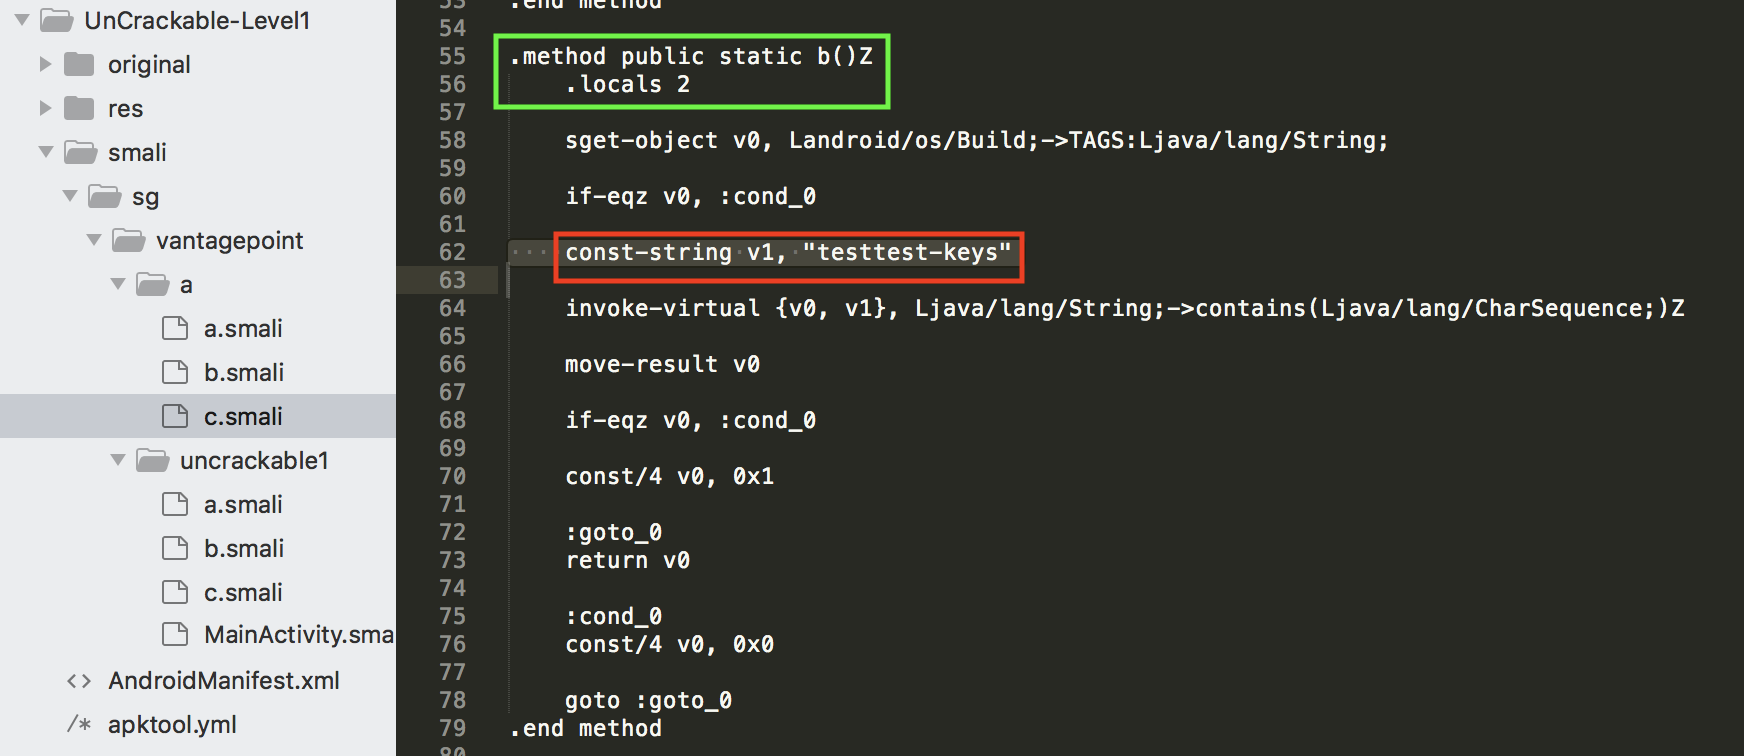 UnCrackable-Level1
original
res
smali
sg
vantagepoint
a
a.smali
b.smali
c.smali
uncrackable1
a.smali
b.smali
c.smali
MainActivity.sma
AndroidManifest.xml
/* apktool.yml
53 .end method
54
55 .method public static b()Z
56 .locals 2
57
58 sget-object v0, Landroid/os/Build;->TAGS:Ljava/lang/String;
59
60 if-eqz v0, :cond_0
61
62 const-string v1, "testtest-keys"
63
64 invoke-virtual {v0, v1}, Ljava/lang/String;->contains(Ljava/lang/CharSequence;)Z
65
66 move-result v0
67
68 if-eqz v0, :cond_0
69
70 const/4 v0, 0x1
71
72 :goto_0
73 return v0
74
75 :cond_0
76 const/4 v0, 0x0
77
78 goto :goto_0
79 .end method
80